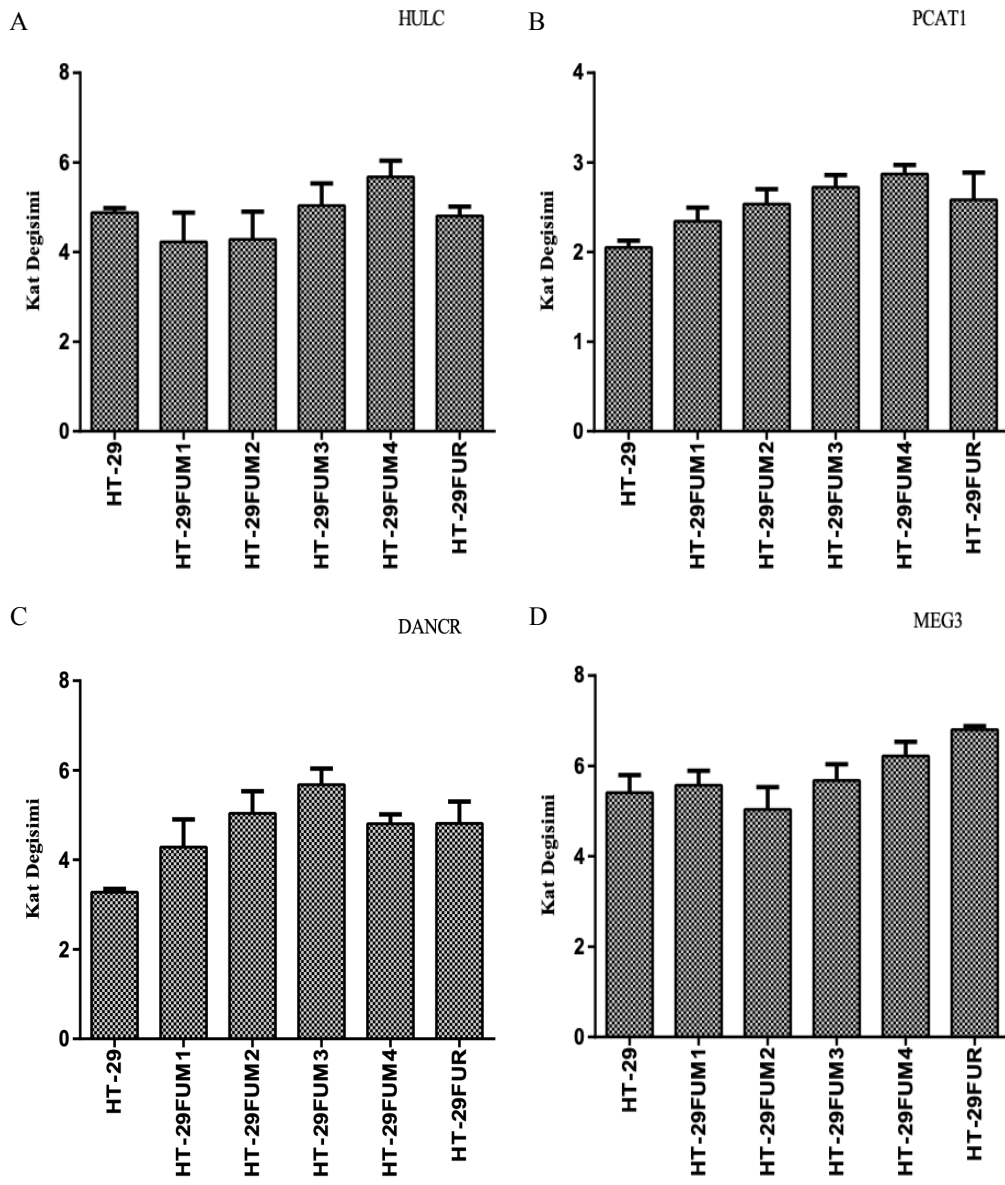 A
HULC
8
6
4
2
0
Kat Degisimi
HT-29
HT-29FUM1
HT-29FUM2
HT-29FUM3
HT-29FUM4
HT-29FUR
B
PCAT1
4
3
2
1
0
Kat Degisimi
HT-29
HT-29FUM1
HT-29FUM2
HT-29FUM3
HT-29FUM4
HT-29FUR
C
DANCR
8
6
4
2
0
Kat Degisimi
HT-29
HT-29FUM1
HT-29FUM2
HT-29FUM3
HT-29FUM4
HT-29FUR
D
MEG3
8
6
4
2
0
Kat Degisimi
HT-29
HT-29FUM1
HT-29FUM2
HT-29FUM3
HT-29FUM4
HT-29FUR